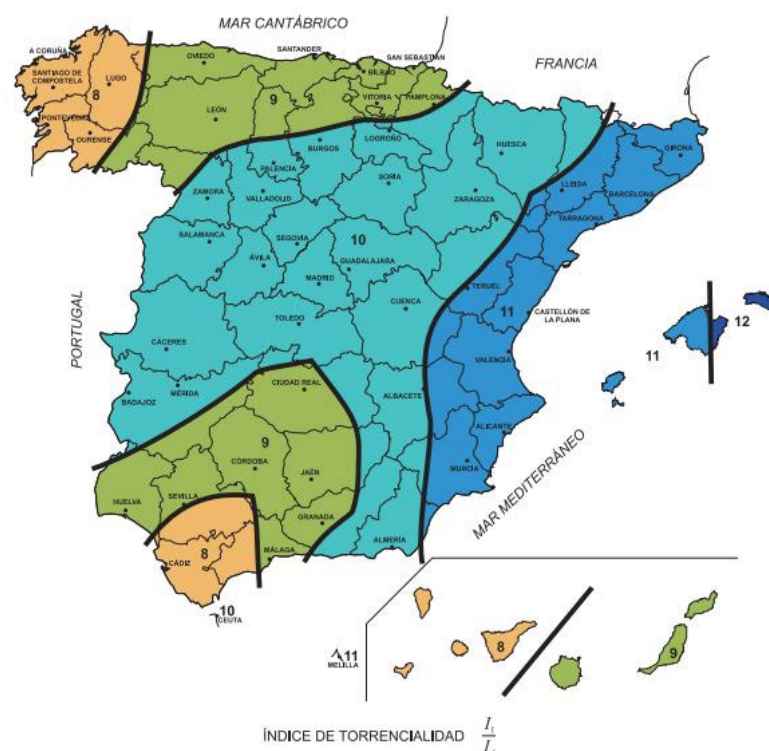 MAR CANTÁBRICO
A CORUÑA
OVIEDO
SANTANDER
SAN SEBASTIÁN
FRANCIA
BILBAO
SANTIAGO DE
COMPOSTELA
LUGO
8
LEÓN
9
VITORIA
PAMPLONA
PONTEVEDRA
OURENSE
BURGOS
LOGROÑO
HUESCA
GIRONA
PALENCIA
LLEIDA
ZAMORA
VALLADOLID
SORIA
ZARAGOZA
BARCELONA
TARRAGONA
SALAMANCA
SEGOVIA
10
ÁVILA
GUADALAJARA
MADRID
TERUEL
PORTUGAL
CUENCA
11
CASTELLÓN DE
LA PLANA
12
TOLEDO
11
CÁCERES
VALENCIA
CIUDAD REAL
BADAJOZ
MÉRIDA
ALBACETE
ALICANTE
9
CÓRDOBA
MURCIA
MAR MEDITERRÁNEO
JAÉN
HUELVA
SEVILLA
GRANADA
ALMERÍA
8
CÁDIZ
MÁLAGA
10
CEUTA
11
MELILLA
8
9
ÍNDICE DE TORRENCIALIDAD
I₁